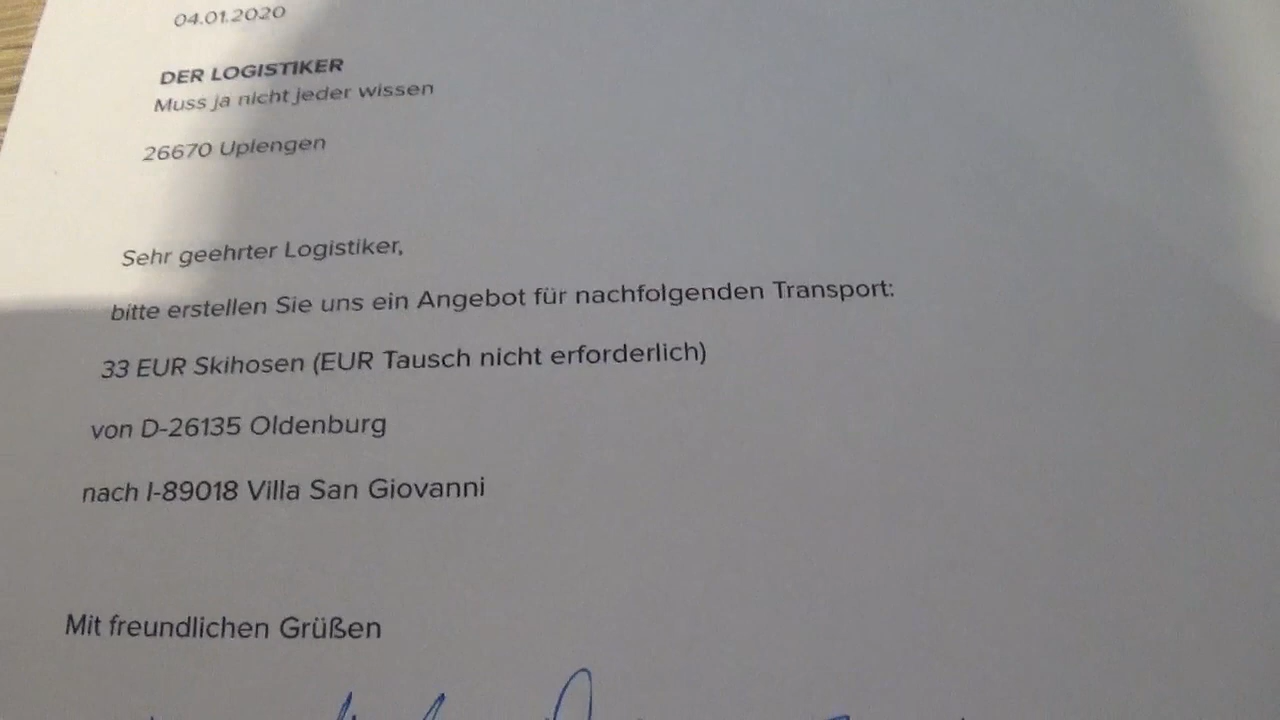 04.01.2020
DER LOGISTIKER
Muss ja nicht jeder wissen
26670 Uplengen
Sehr geehrter Logistiker,
bitte erstellen Sie uns ein Angebot für nachfolgenden Transport:
33 EUR Skihosen (EUR Tausch nicht erforderlich)
von D-26135 Oldenburg
nach I-89018 Villa San Giovanni
Mit freundlichen Grüßen